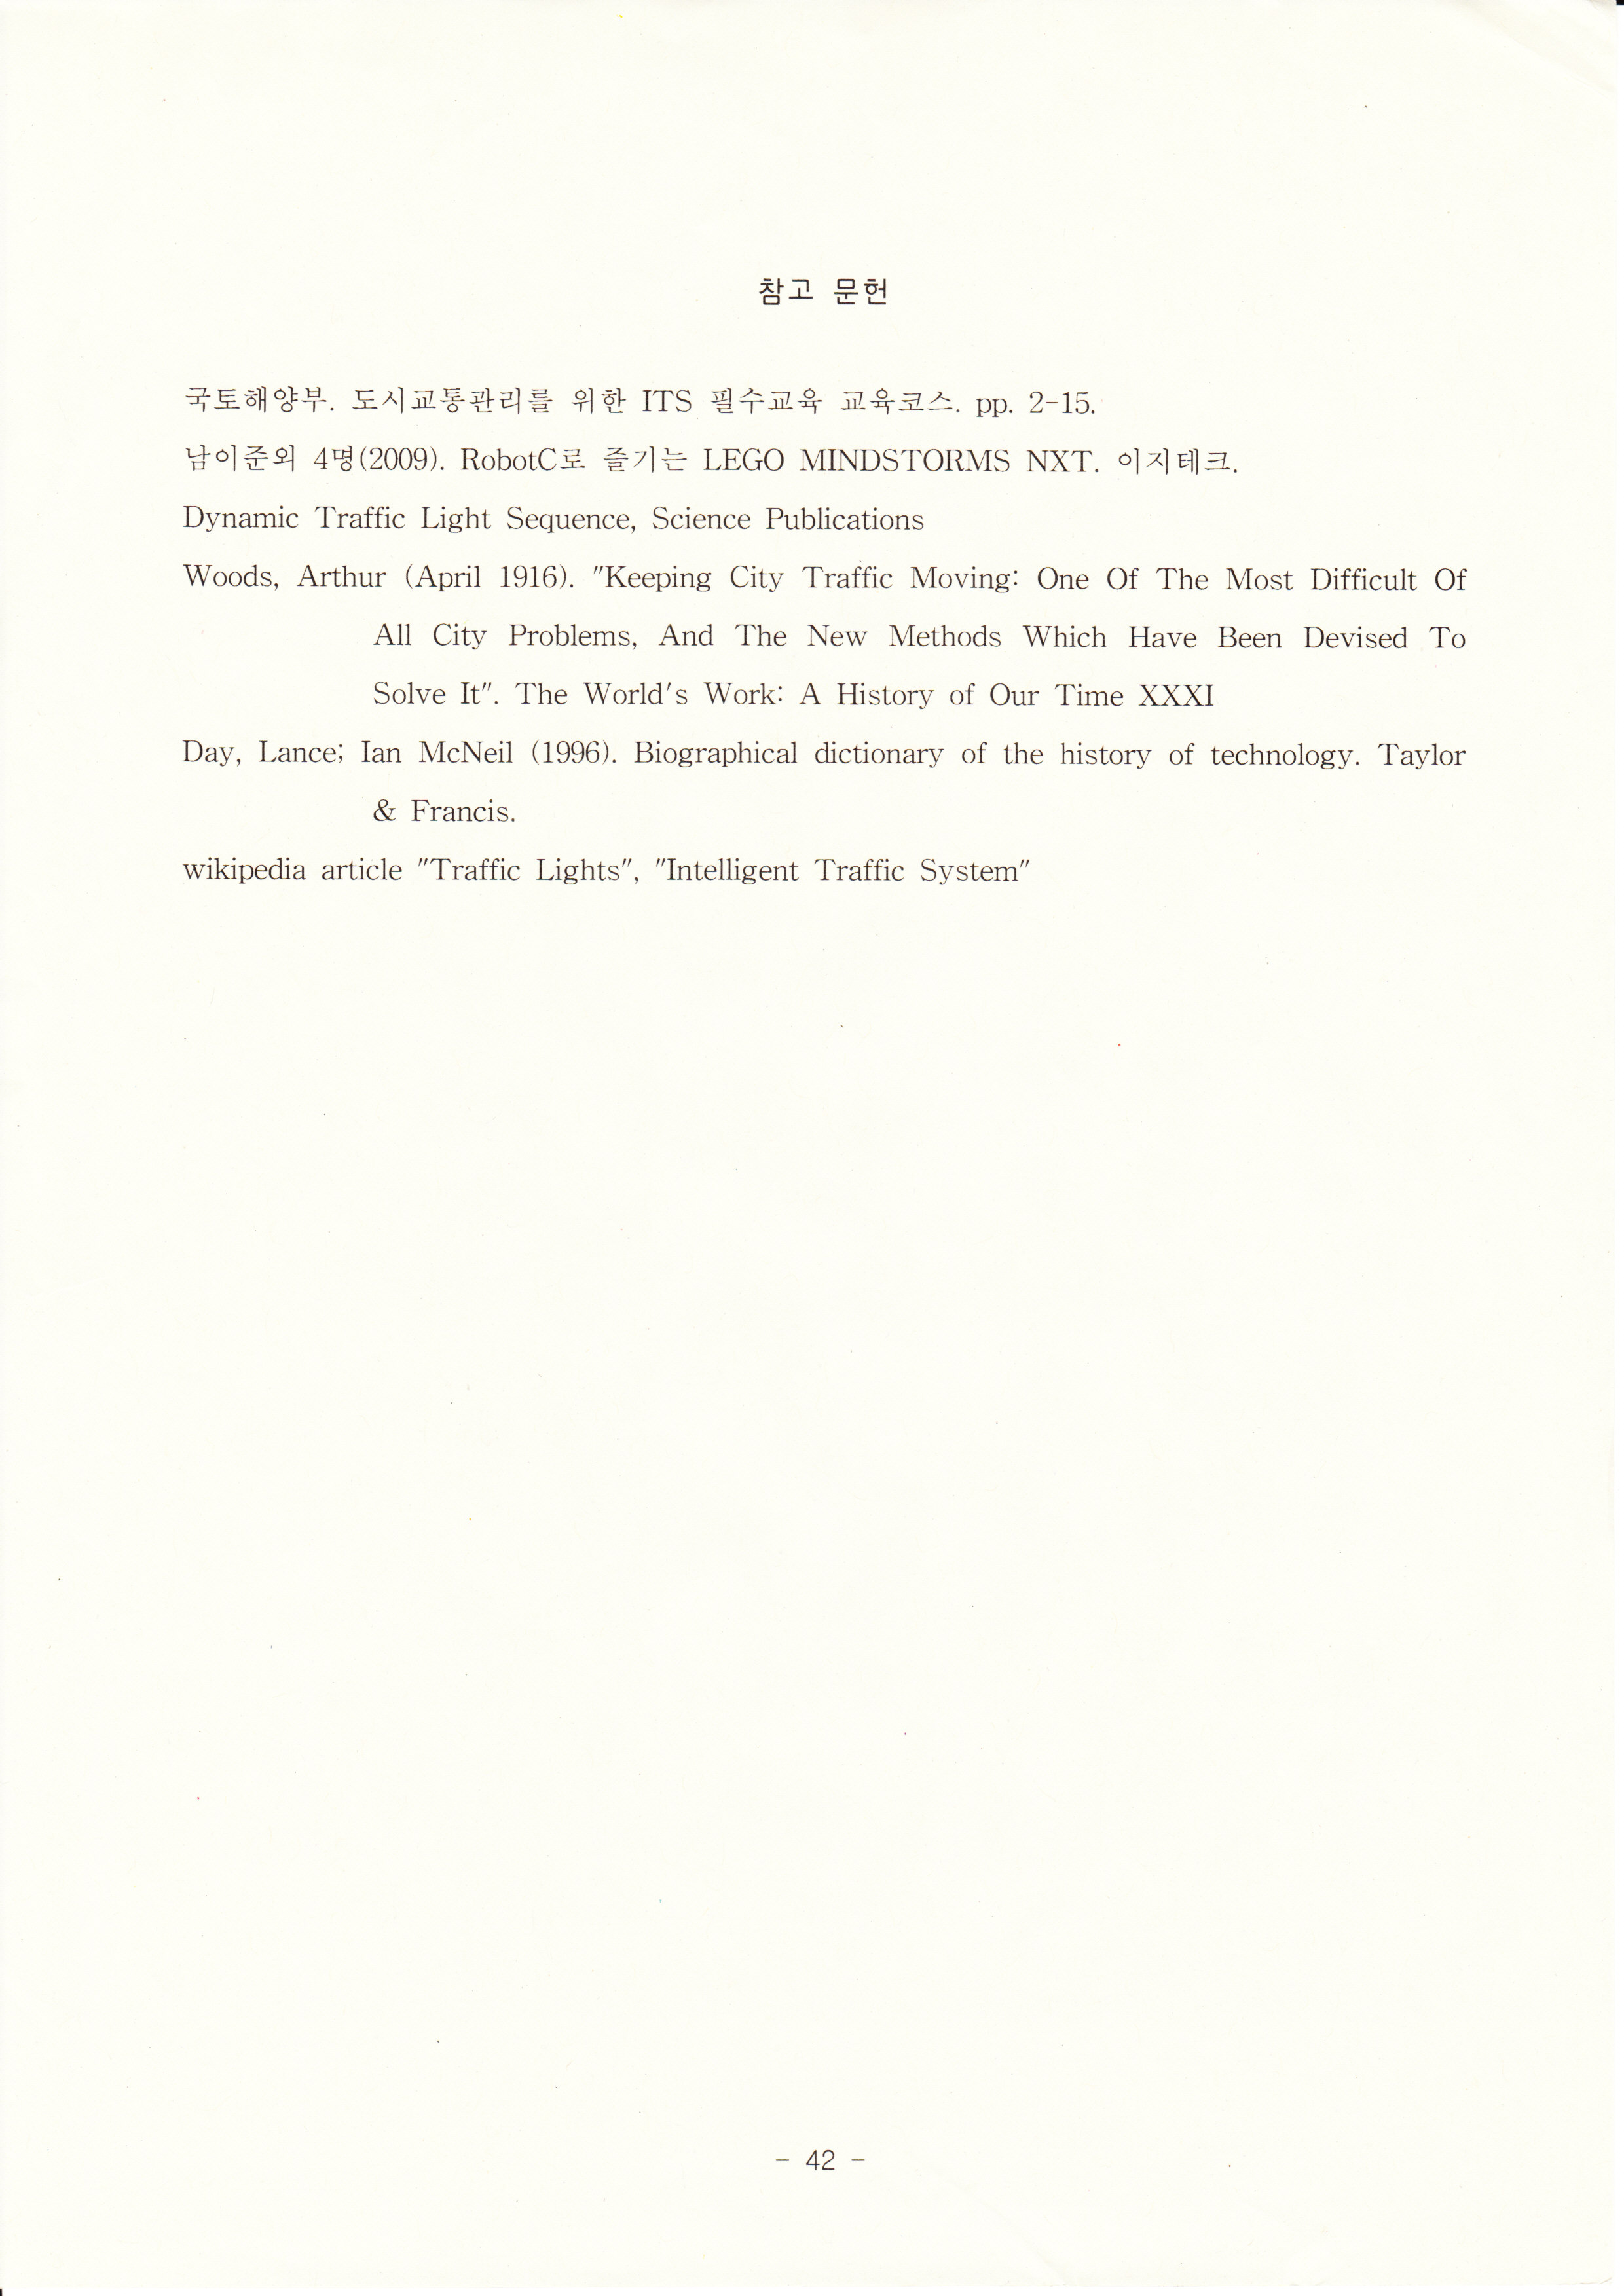 참고 문헌
국토해양부. 도시교통관리를 위한 ITS 필수교육 교육코스. pp. 2-15.
남이준외 4명(2009). RobotC로 즐기는 LEGO MINDSTORMS NXT. 이지테크.
Dynamic Traffic Light Sequence, Science Publications
Woods, Arthur (April 1916). "Keeping City Traffic Moving: One Of The Most Difficult Of
All City Problems, And The New Methods Which Have Been Devised To
Solve It". The World's Work: A History of Our Time XXXI
Day, Lance; Ian McNeil (1996). Biographical dictionary of the history of technology. Taylor
& Francis.
wikipedia article "Traffic Lights", "Intelligent Traffic System"
- 42 -